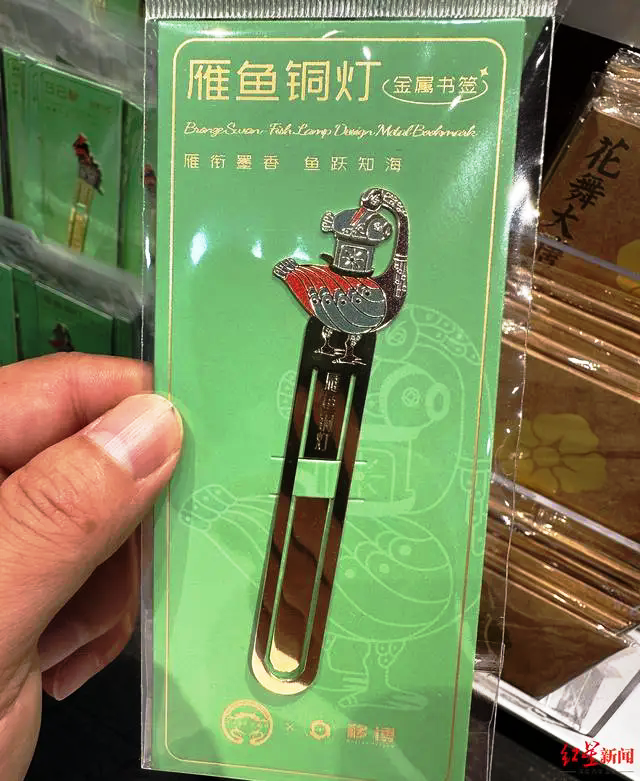 雁鱼铜灯 金属书签
Bronze Swan-Fish Lamp Design Metal Bookmark
雁衔墨香 鱼跃知海
雁鱼铜灯
花舞大唐
红星新闻